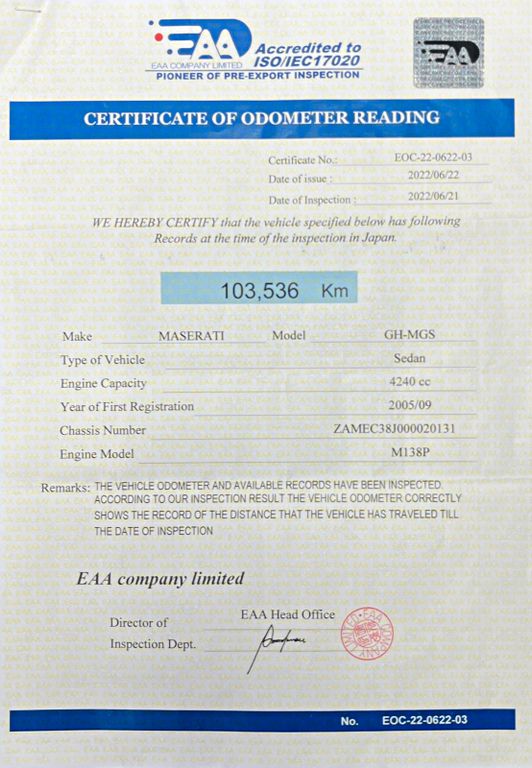 EAA
EAA COMPANY LIMITED
Accredited to
ISO/IEC17020
PIONEER OF PRE-EXPORT INSPECTION
EAA
CERTIFICATE OF ODOMETER READING
Certificate No.: EOC-22-0622-03
Date of issue : 2022/06/22
Date of Inspection : 2022/06/21
WE HEREBY CERTIFY that the vehicle specified below has following
Records at the time of the inspection in Japan.
103,536 Km
Make MASERATI Model GH-MGS
Type of Vehicle Sedan
Engine Capacity 4240 cc
Year of First Registration 2005/09
Chassis Number ZAMEC38J000020131
Engine Model M138P
Remarks: THE VEHICLE ODOMETER AND AVAILABLE RECORDS HAVE BEEN INSPECTED.
ACCORDING TO OUR INSPECTION RESULT THE VEHICLE ODOMETER CORRECTLY
SHOWS THE RECORD OF THE DISTANCE THAT THE VEHICLE HAS TRAVELED TILL
THE DATE OF INSPECTION
EAA company limited
Director of
Inspection Dept.
EAA Head Office
EAA COMPANY LIMITED
No. EOC-22-0622-03